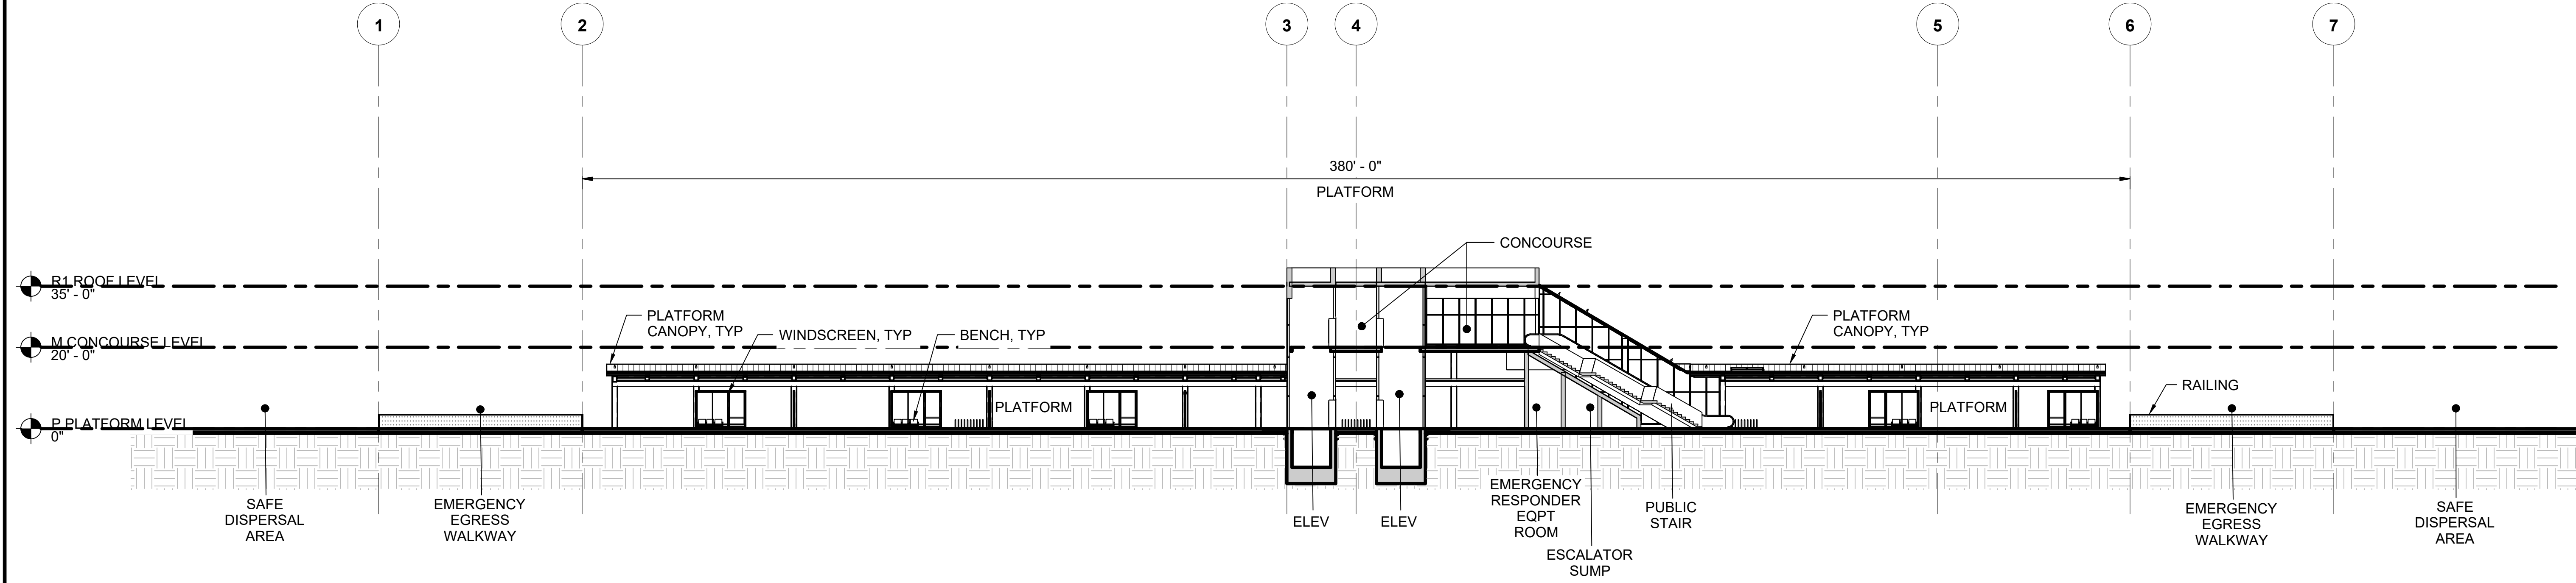 1
2
3
4
5
6
7
380' - 0"
PLATFORM
CONCOURSE
R1 ROOF LEVEL
35' - 0"
PLATFORM
CANOPY, TYP
WINDSCREEN, TYP
BENCH, TYP
PLATFORM
CANOPY, TYP
M CONCOURSE LEVEL
20' - 0"
RAILING
PLATFORM
PLATFORM
P PLATFORM LEVEL
0"
SAFE
DISPERSAL
AREA
EMERGENCY
EGRESS
WALKWAY
ELEV
ELEV
EMERGENCY
RESPONDER
EQPT
ROOM
ESCALATOR
SUMP
PUBLIC
STAIR
EMERGENCY
EGRESS
WALKWAY
SAFE
DISPERSAL
AREA